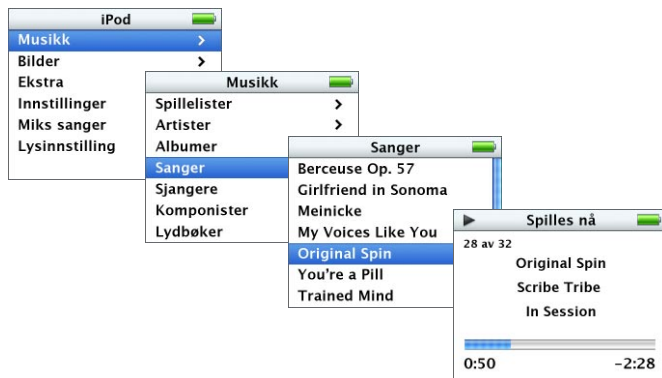 iPod
Musikk
Bilder
Ekstra
Innstillinger
Miks sanger
Lysinnstilling
Musikk
Spillelister
Artister
Albumer
Sanger
Sjangere
Komponister
Lydbøker
Sanger
Berceuse Op. 57
Girlfriend in Sonoma
Meinicke
My Voices Like You
Original Spin
You're a Pill
Trained Mind
Spilles nå
28 av 32
Original Spin
Scribe Tribe
In Session
0:50 -2:28